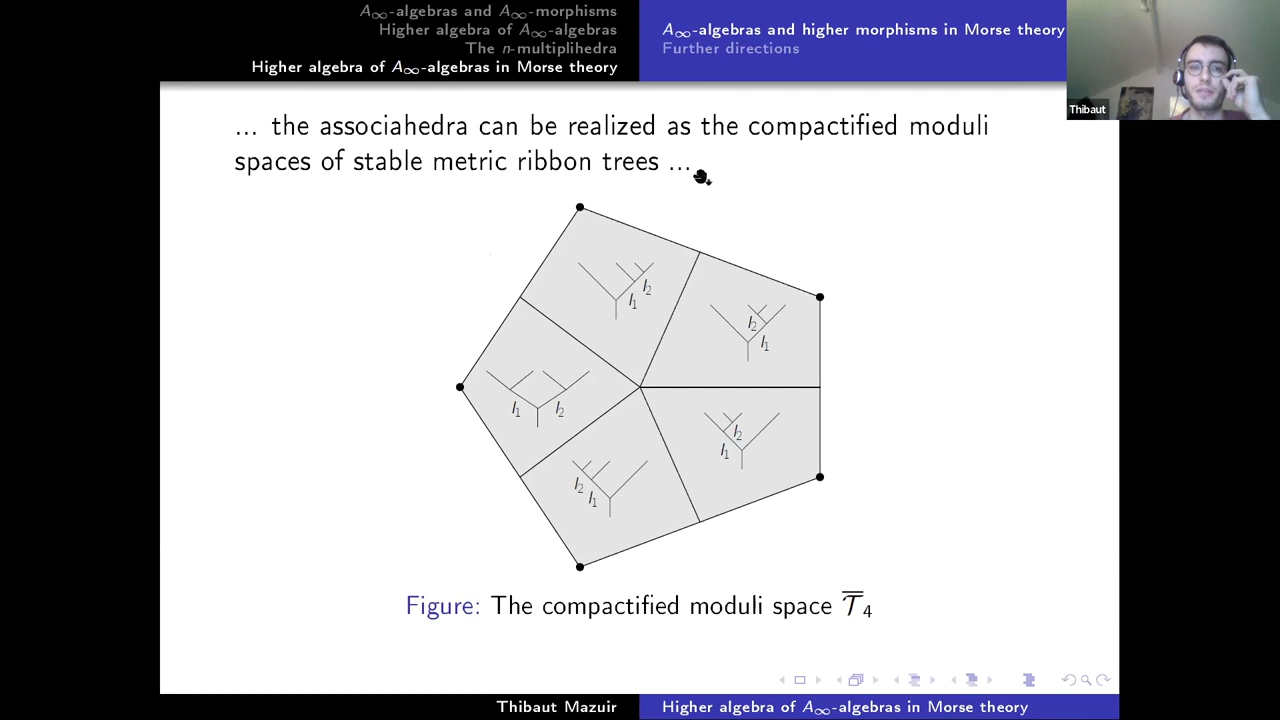 A∞-algebras and A∞-morphisms
Higher algebra of A∞-algebras
The n-multiplihedra
Higher algebra of A∞-algebras in Morse theory
A∞-algebras and higher morphisms in Morse theory
Further directions
Thibaut
... the associahedra can be realized as the compactified moduli
spaces of stable metric ribbon trees ...
l₂
l₁
l₂
l₁
l₁ l₂
l₂
l₁
l₂
l₁
Figure: The compactified moduli space 𝒯̅₄
Thibaut Mazuir
Higher algebra of A∞-algebras in Morse theory